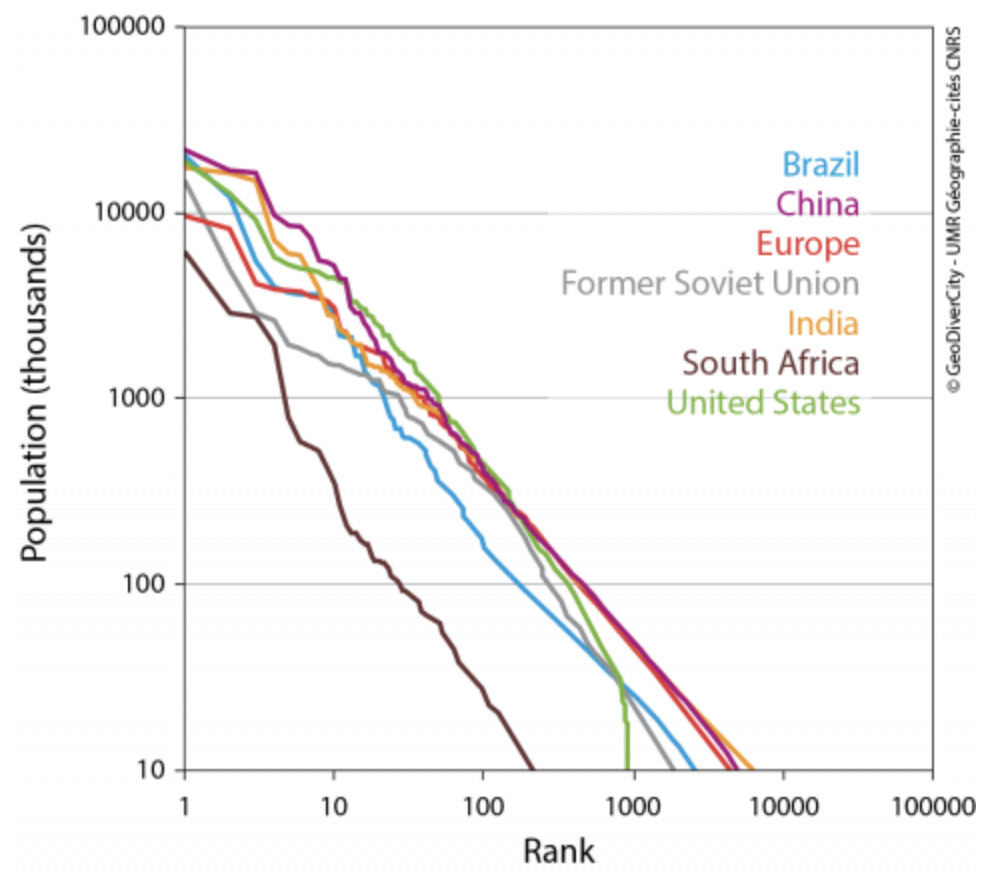 100000
10000
1000
100
10
1
10
100
1000
10000
100000
Population (thousands)
Rank
Brazil
China
Europe
Former Soviet Union
India
South Africa
United States
© GeoDiverCity - UMR Géographie-cités CNRS